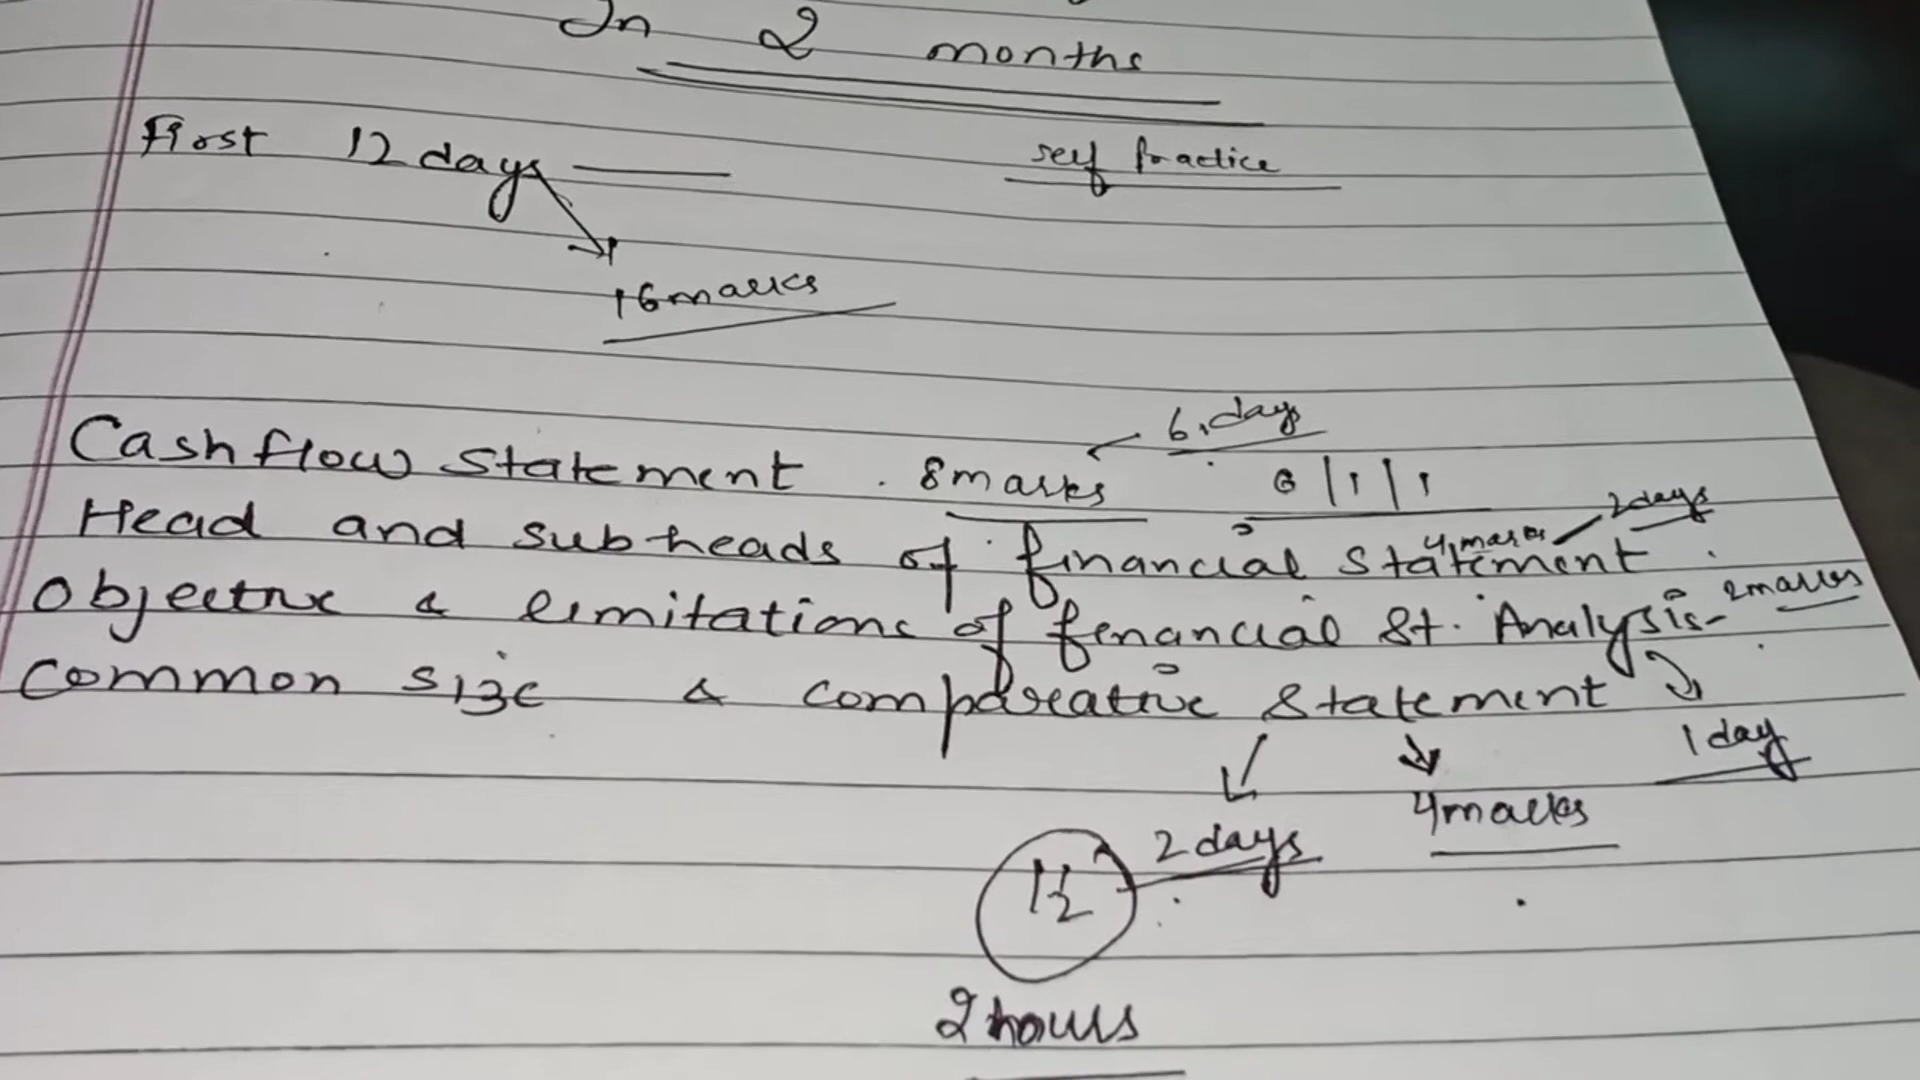 In 2 months
First 12 days self Practice
16 marks
6 days
Cash flow statement . 8 marks 6 | 1 | 1
2 days
Head and subheads of financial statement 4 marks
Objective & limitations of financial St. Analysis - 2 marks
Common size & comparative statement
1 day
2 days 4 marks
1½
2 hours